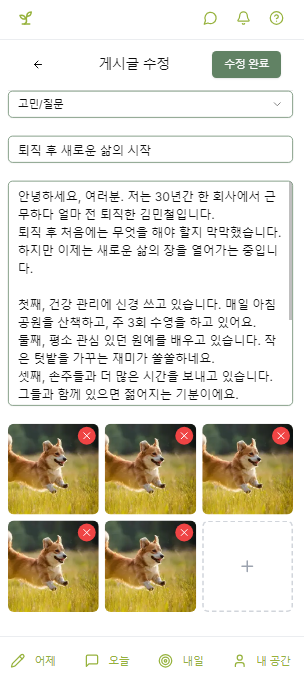 게시글 수정
수정 완료
고민/질문
퇴직 후 새로운 삶의 시작
안녕하세요, 여러분. 저는 30년간 한 회사에서 근
무하다 얼마 전 퇴직한 김민철입니다.
퇴직 후 처음에는 무엇을 해야 할지 막막했습니다.
하지만 이제는 새로운 삶의 장을 열어가는 중입니
다.
첫째, 건강 관리에 신경 쓰고 있습니다. 매일 아침
공원을 산책하고, 주 3회 수영을 하고 있어요.
둘째, 평소 관심 있던 원예를 배우고 있습니다. 작
은 텃밭을 가꾸는 재미가 쏠쏠하네요.
셋째, 손주들과 더 많은 시간을 보내고 있습니다.
그들과 함께 있으면 젊어지는 기분이에요.
어제
오늘
내일
내 공간